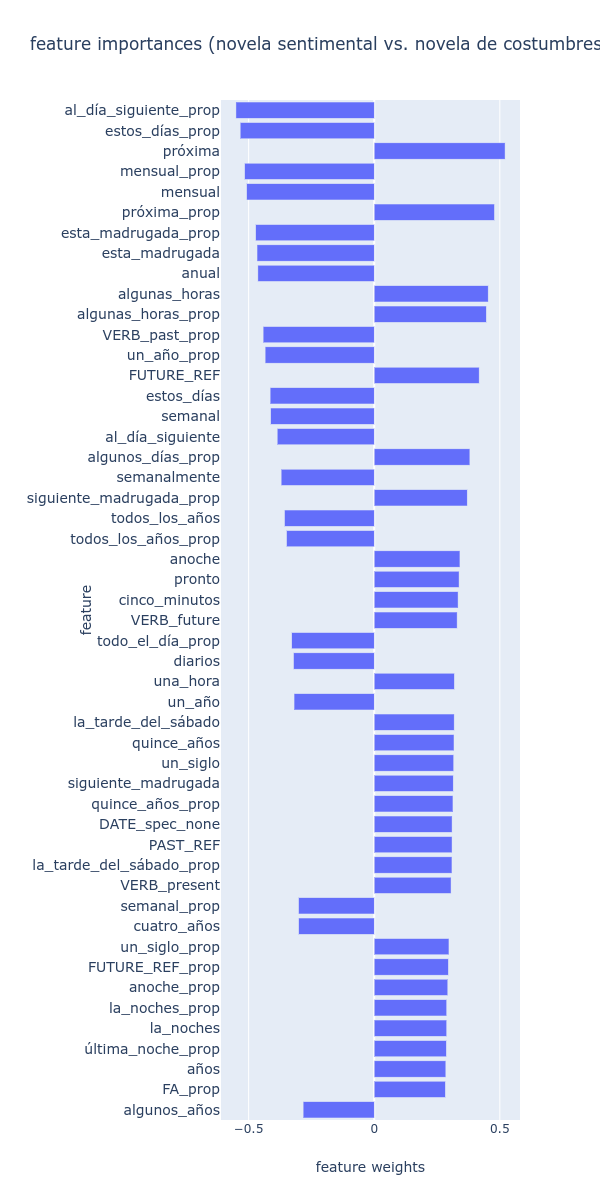 feature importances (novela sentimental vs. novela de costumbres
al_día_siguiente_prop
estos_días_prop
próxima
mensual_prop
mensual
próxima_prop
esta_madrugada_prop
esta_madrugada
anual
algunas_horas
algunas_horas_prop
VERB_past_prop
un_año_prop
FUTURE_REF
estos_días
semanal
al_día_siguiente
algunos_días_prop
semanalmente
siguiente_madrugada_prop
todos_los_años
todos_los_años_prop
anoche
pronto
cinco_minutos
VERB_future
todo_el_día_prop
diarios
una_hora
un_año
la_tarde_del_sábado
quince_años
un_siglo
siguiente_madrugada
quince_años_prop
DATE_spec_none
PAST_REF
la_tarde_del_sábado_prop
VERB_present
semanal_prop
cuatro_años
un_siglo_prop
FUTURE_REF_prop
anoche_prop
la_noches_prop
la_noches
última_noche_prop
años
FA_prop
algunos_años
feature
−0.5 0 0.5
feature weights